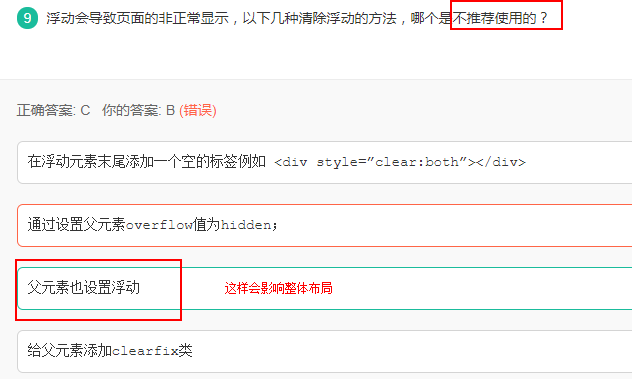 9 浮动会导致页面的非正常显示，以下几种清除浮动的方法，哪个是不推荐使用的？
正确答案: C 你的答案: B (错误)
在浮动元素末尾添加一个空的标签例如 <div style=”clear:both”></div>
通过设置父元素overflow值为hidden;
父元素也设置浮动 这样会影响整体布局
给父元素添加clearfix类